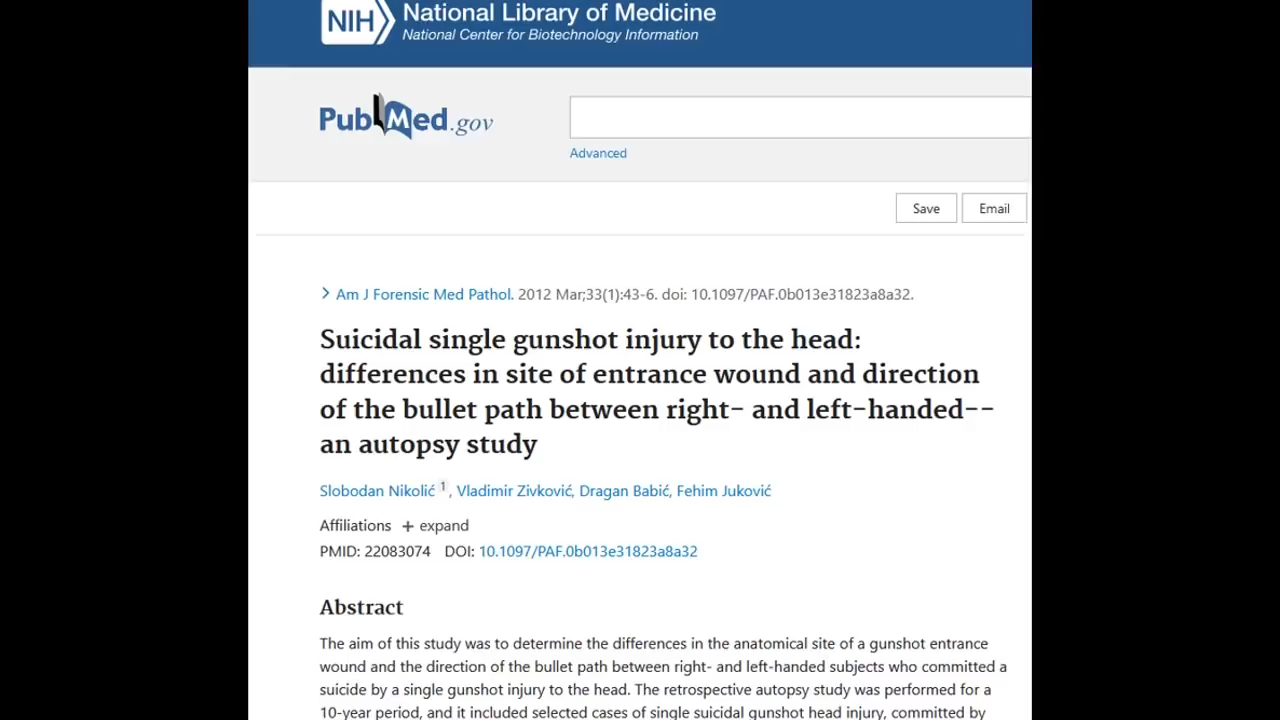 NIH National Library of Medicine
National Center for Biotechnology Information
PubMed.gov
Advanced
Save Email
Am J Forensic Med Pathol. 2012 Mar;33(1):43-6. doi: 10.1097/PAF.0b013e31823a8a32.
Suicidal single gunshot injury to the head:
differences in site of entrance wound and direction
of the bullet path between right- and left-handed--
an autopsy study
Slobodan Nikolić 1, Vladimir Zivković, Dragan Babić, Fehim Juković
Affiliations + expand
PMID: 22083074 DOI: 10.1097/PAF.0b013e31823a8a32
Abstract
The aim of this study was to determine the differences in the anatomical site of a gunshot entrance
wound and the direction of the bullet path between right- and left-handed subjects who committed a
suicide by a single gunshot injury to the head. The retrospective autopsy study was performed for a
10-year period, and it included selected cases of single suicidal gunshot head injury, committed by